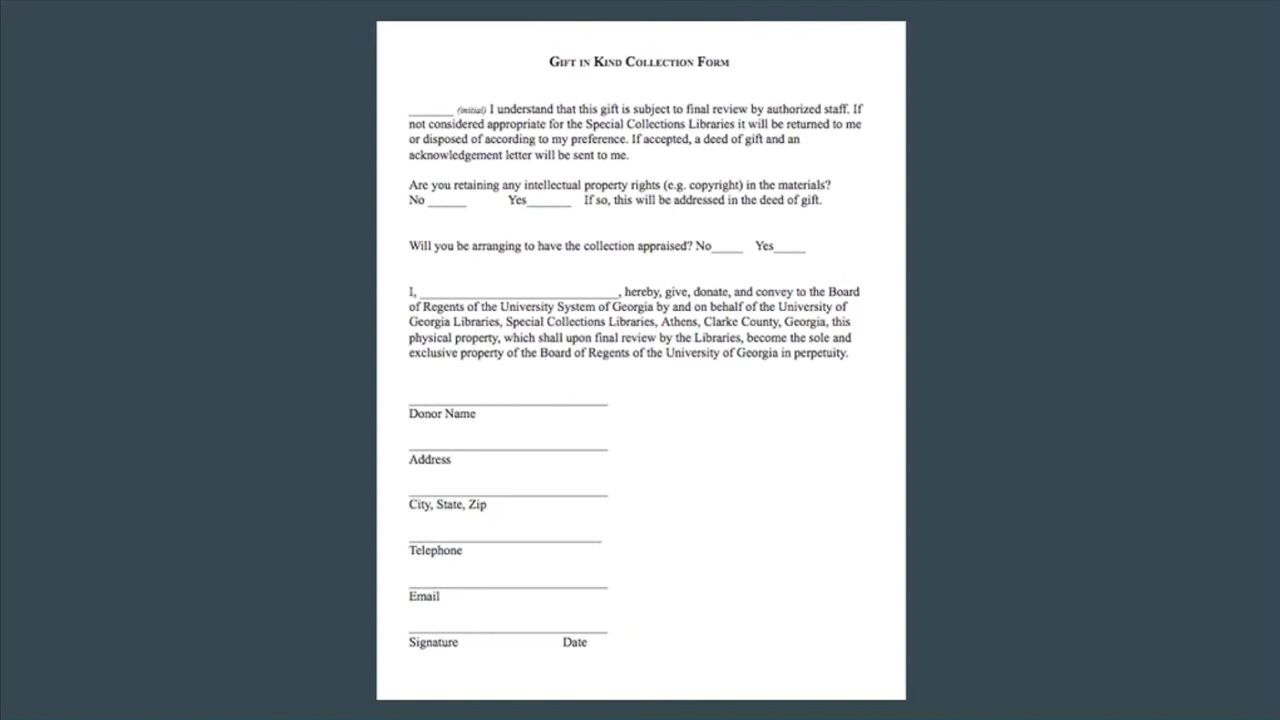 GIFT IN KIND COLLECTION FORM
_______ (initial) I understand that this gift is subject to final review by authorized staff. If
not considered appropriate for the Special Collections Libraries it will be returned to me
or disposed of according to my preference. If accepted, a deed of gift and an
acknowledgement letter will be sent to me.
Are you retaining any intellectual property rights (e.g. copyright) in the materials?
No ______ Yes_______ If so, this will be addressed in the deed of gift.
Will you be arranging to have the collection appraised? No_____ Yes_____
I, ________________________________, hereby, give, donate, and convey to the Board
of Regents of the University System of Georgia by and on behalf of the University of
Georgia Libraries, Special Collections Libraries, Athens, Clarke County, Georgia, this
physical property, which shall upon final review by the Libraries, become the sole and
exclusive property of the Board of Regents of the University of Georgia in perpetuity.
Donor Name
Address
City, State, Zip
Telephone
Email
Signature Date